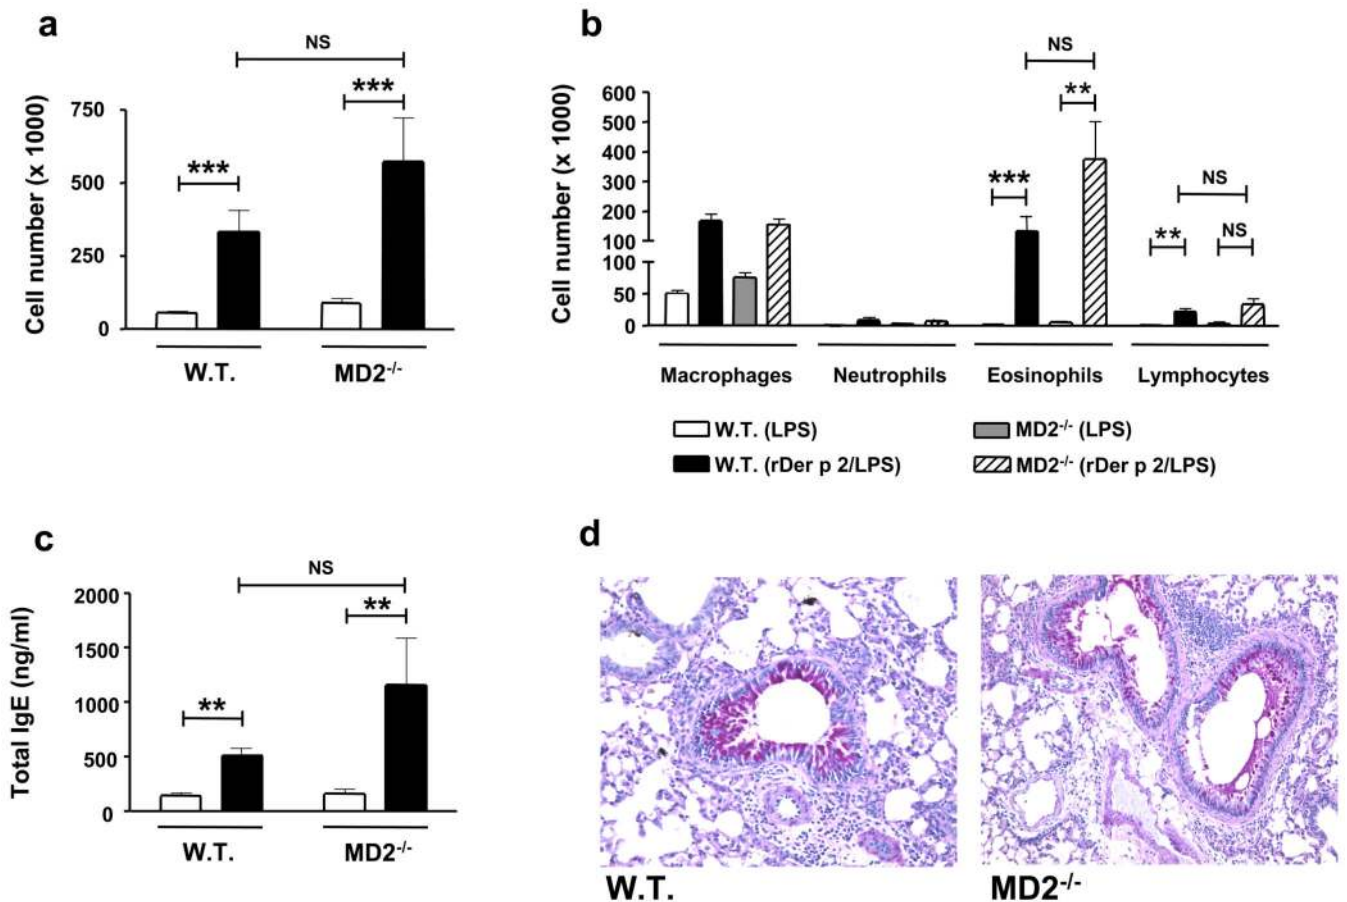 a
NS
***
***
Cell number (x 1000)
750
500
250
0
W.T.
MD2-/-
b
NS
**
***
NS
**
NS
Cell number (x 1000)
600
500
400
300
200
100
100
50
0
Macrophages
Neutrophils
Eosinophils
Lymphocytes
W.T. (LPS)
MD2-/- (LPS)
W.T. (rDer p 2/LPS)
MD2-/- (rDer p 2/LPS)
c
NS
**
**
Total IgE (ng/ml)
2000
1500
1000
500
0
W.T.
MD2-/-
d
W.T.
MD2-/-